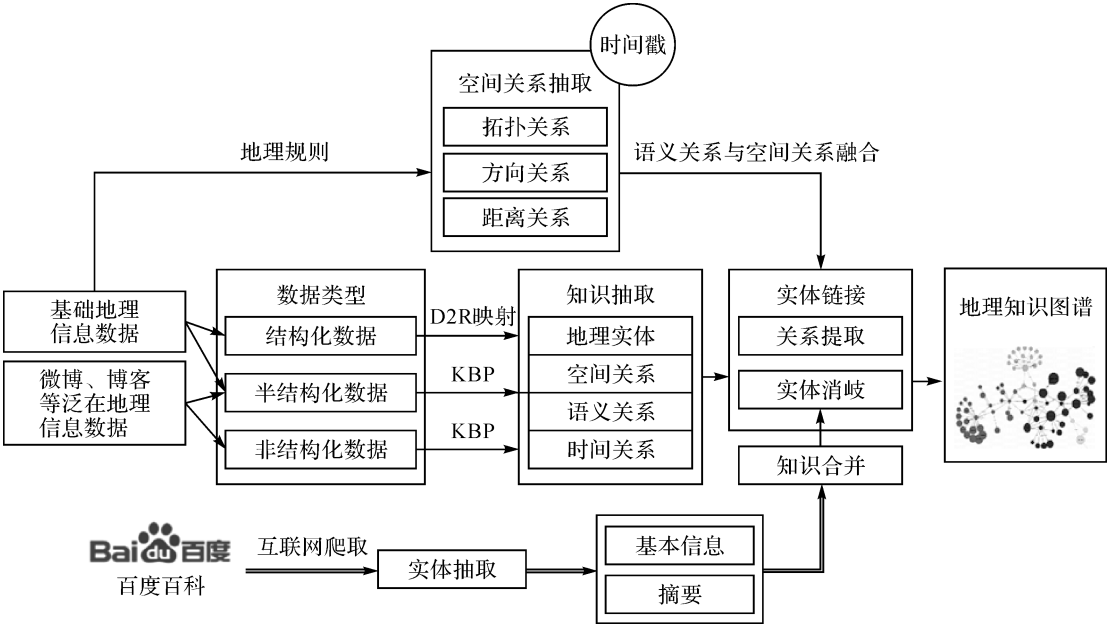 时间戳
空间关系抽取
拓扑关系
方向关系
距离关系
地理规则
语义关系与空间关系融合
基础地理
信息数据
微博、博客
等泛在地理
信息数据
数据类型
结构化数据
半结构化数据
非结构化数据
D2R映射
KBP
KBP
知识抽取
地理实体
空间关系
语义关系
时间关系
实体链接
关系提取
实体消岐
知识合并
地理知识图谱
Bai du 百度
百度百科
互联网爬取
实体抽取
基本信息
摘要